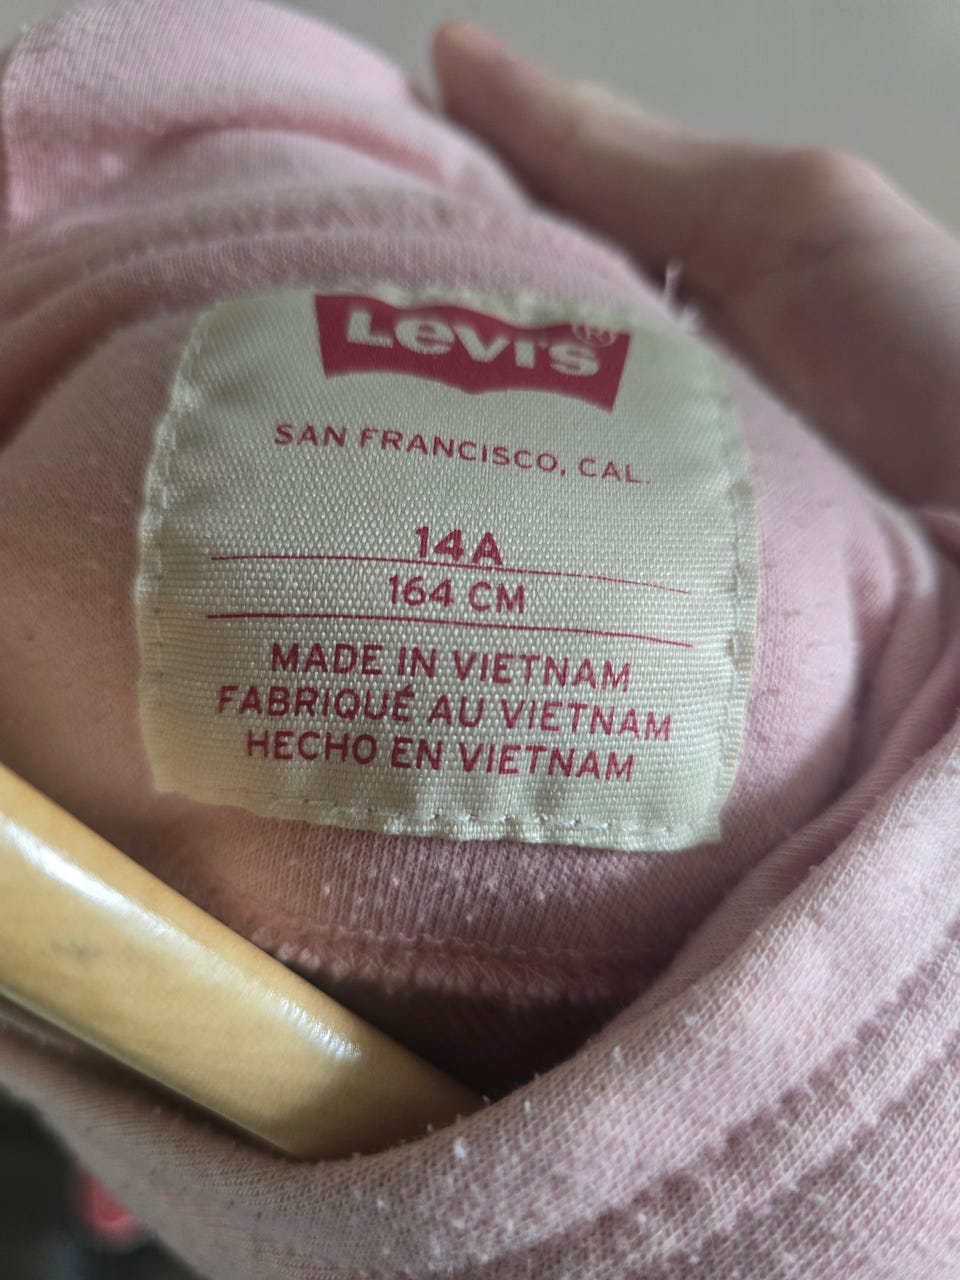 Levi's®
SAN FRANCISCO, CAL.
14A
164 CM
MADE IN VIETNAM
FABRIQUÉ AU VIETNAM
HECHO EN VIETNAM